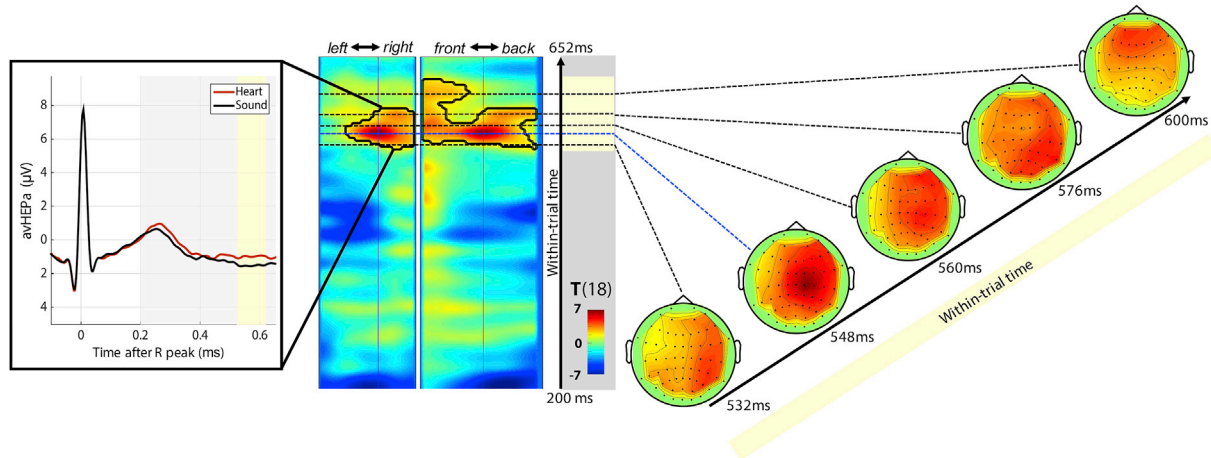 left ↔ right
front ↔ back
652ms
Heart
Sound
8
6
4
2
0
2
4
avHEPa (µV)
0
0.2
0.4
0.6
Time after R peak (ms)
Within-trial time
T(18)
7
0
-7
200 ms
532ms
548ms
560ms
576ms
600ms
Within-trial time